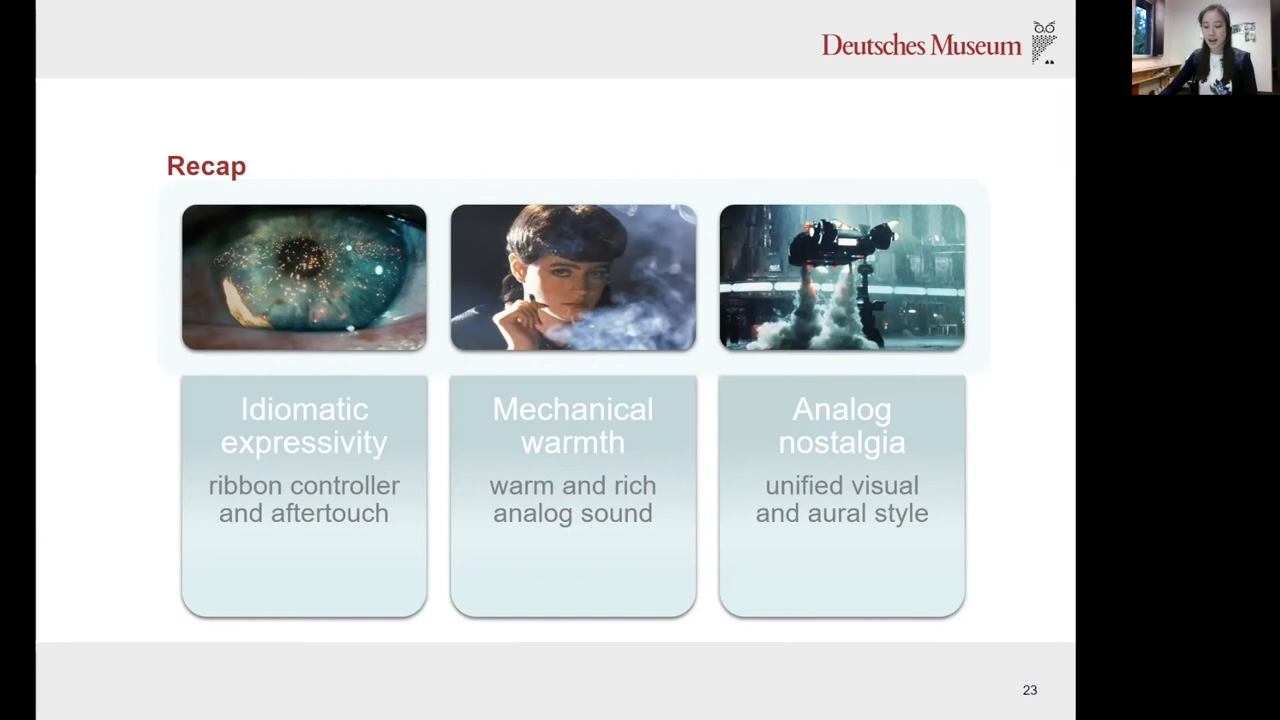 Deutsches Museum
Recap
Idiomatic
expressivity
ribbon controller
and aftertouch
Mechanical
warmth
warm and rich
analog sound
Analog
nostalgia
unified visual
and aural style
23